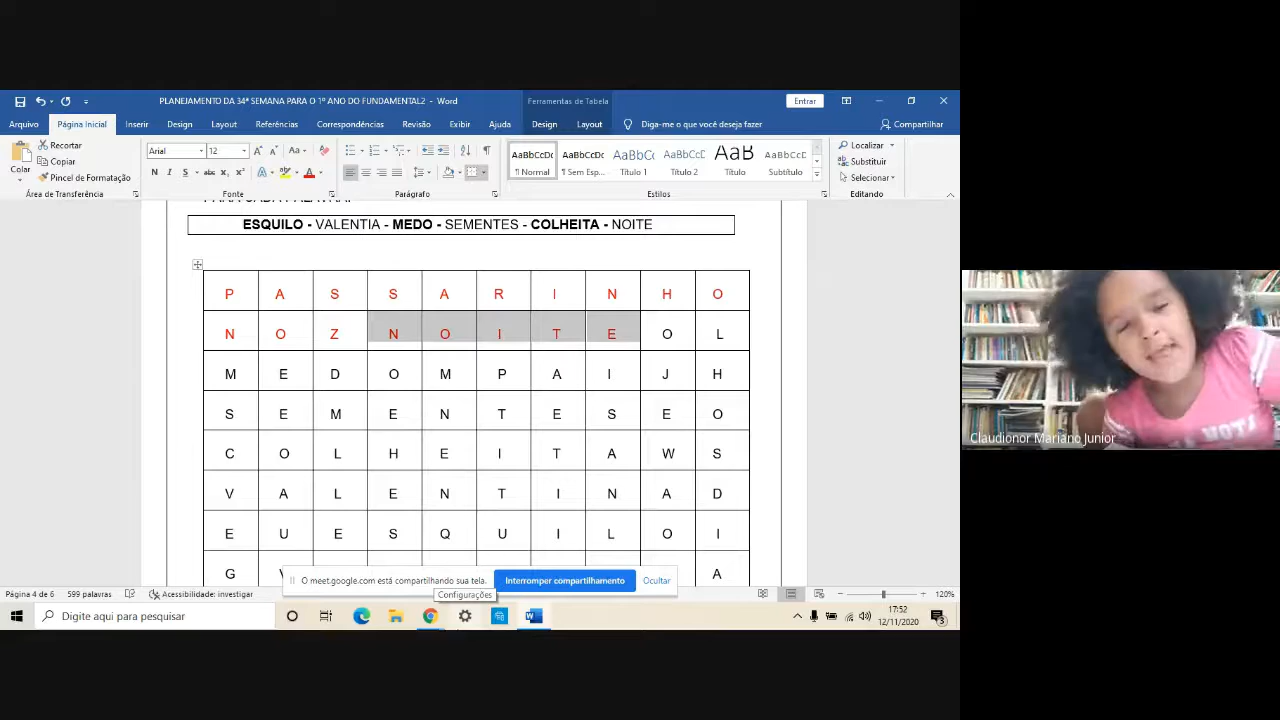 PLANEJAMENTO DA 34ª SEMANA PARA O 1º ANO DO FUNDAMENTAL2 - Word
Ferramentas de Tabela
Entrar
Arquivo Página Inicial Inserir Design Layout Referências Correspondências Revisão Exibir Ajuda Design Layout Diga-me o que você deseja fazer Compartilhar
Colar
Recortar
Copiar
Pincel de Formatação
Área de Transferência
Arial 12
Fonte
Parágrafo
AaBbCcDc ¶ Normal
AaBbCcDc ¶ Sem Esp...
AaBbCc Título 1
AaBbCcD Título 2
AaB Título
AaBbCcD Subtítulo
Estilos
Localizar
Substituir
Selecionar
Editando
ESQUILO - VALENTIA - MEDO - SEMENTES - COLHEITA - NOITE
P A S S A R I N H O
N O Z N O I T E O L
M E D O M P A I J H
S E M E N T E S E O
C O L H E I T A W S
V A L E N T I N A D
E U E S Q U I L O I
G A
O meet.google.com está compartilhando sua tela. Interromper compartilhamento Ocultar
Configurações
Página 4 de 6 599 palavras Acessibilidade: investigar 120%
Digite aqui para pesquisar
17:52
12/11/2020
3
Claudionor Mariano Junior